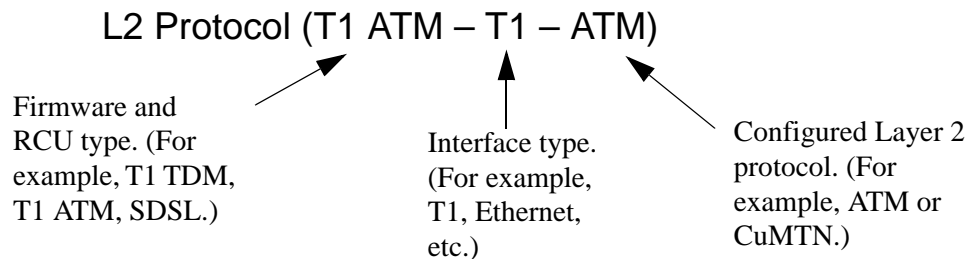 L2 Protocol (T1 ATM – T1 – ATM)
Firmware and
RCU type. (For
example, T1 TDM,
T1 ATM, SDSL.)
Interface type.
(For example,
T1, Ethernet,
etc.)
Configured Layer 2
protocol. (For
example, ATM or
CuMTN.)